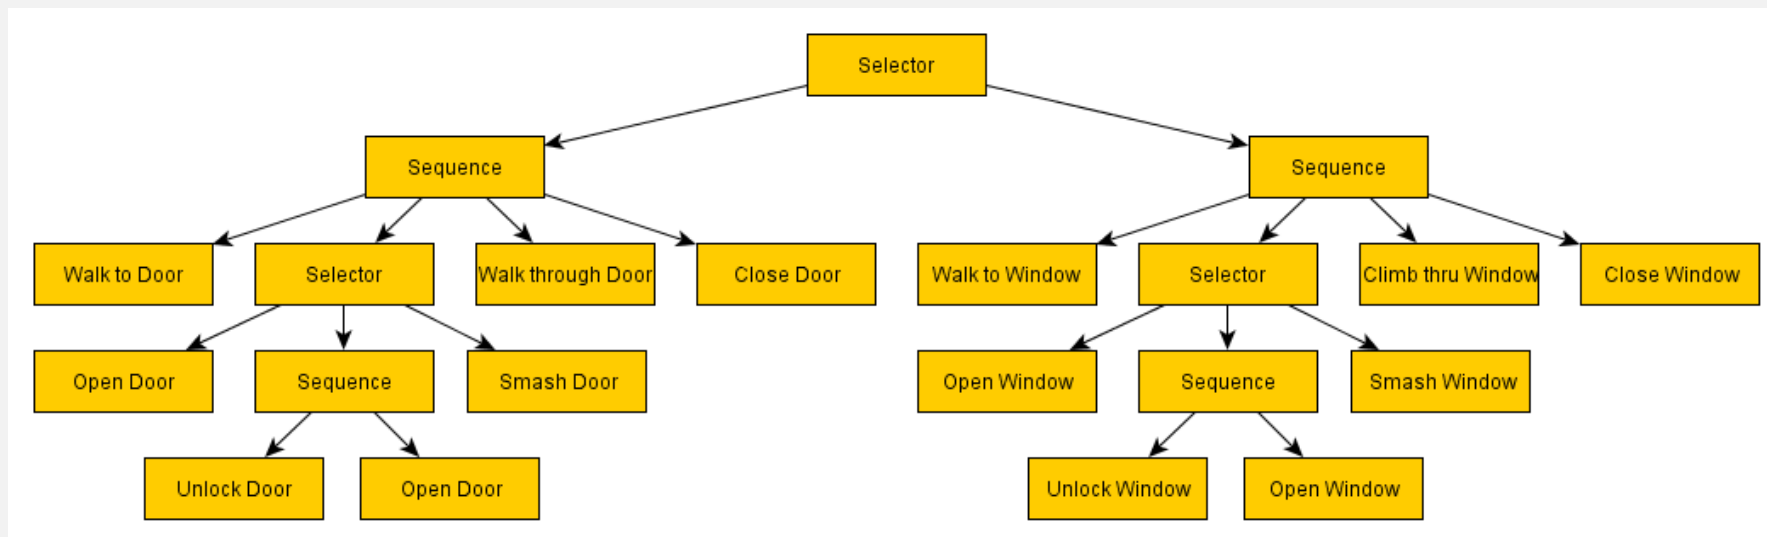 Selector
Sequence
Sequence
Walk to Door
Selector
Walk through Door
Close Door
Walk to Window
Selector
Climb thru Window
Close Window
Open Door
Sequence
Smash Door
Open Window
Sequence
Smash Window
Unlock Door
Open Door
Unlock Window
Open Window